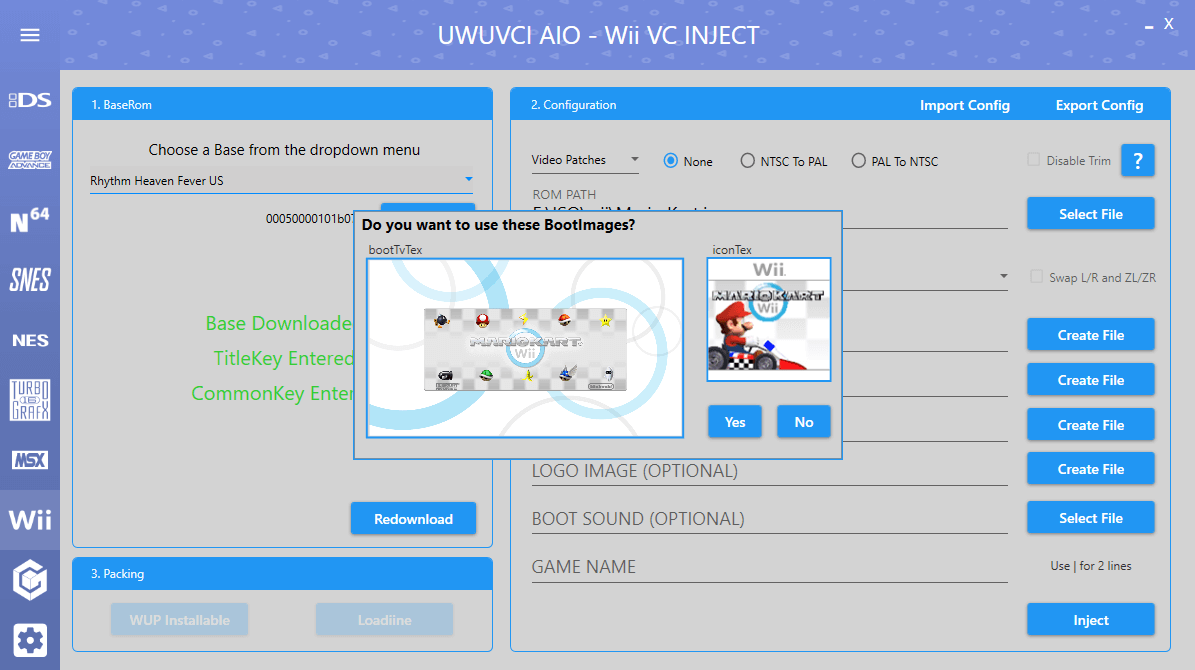 UWUVCI AIO - Wii VC INJECT
X
DS
GAME BOY ADVANCE
N64
SNES
NES
TURBO 16 GRAFX
MSX
Wii
1. BaseRom
Choose a Base from the dropdown menu
Rhythm Heaven Fever US
00050000101b07
Base Downloade
TitleKey Entered
CommonKey Enter
Redownload
3. Packing
WUP Installable
Loadiine
2. Configuration
Import Config
Export Config
Video Patches
None
NTSC To PAL
PAL To NTSC
Disable Trim
?
ROM PATH
Select File
Swap L/R and ZL/ZR
Do you want to use these BootImages?
bootTvTex
MARIOKART
Wii
Nintendo
iconTex
Wii
MARIOKART
Wii
Yes
No
Create File
Create File
Create File
LOGO IMAGE (OPTIONAL)
Create File
BOOT SOUND (OPTIONAL)
Select File
GAME NAME
Use | for 2 lines
Inject